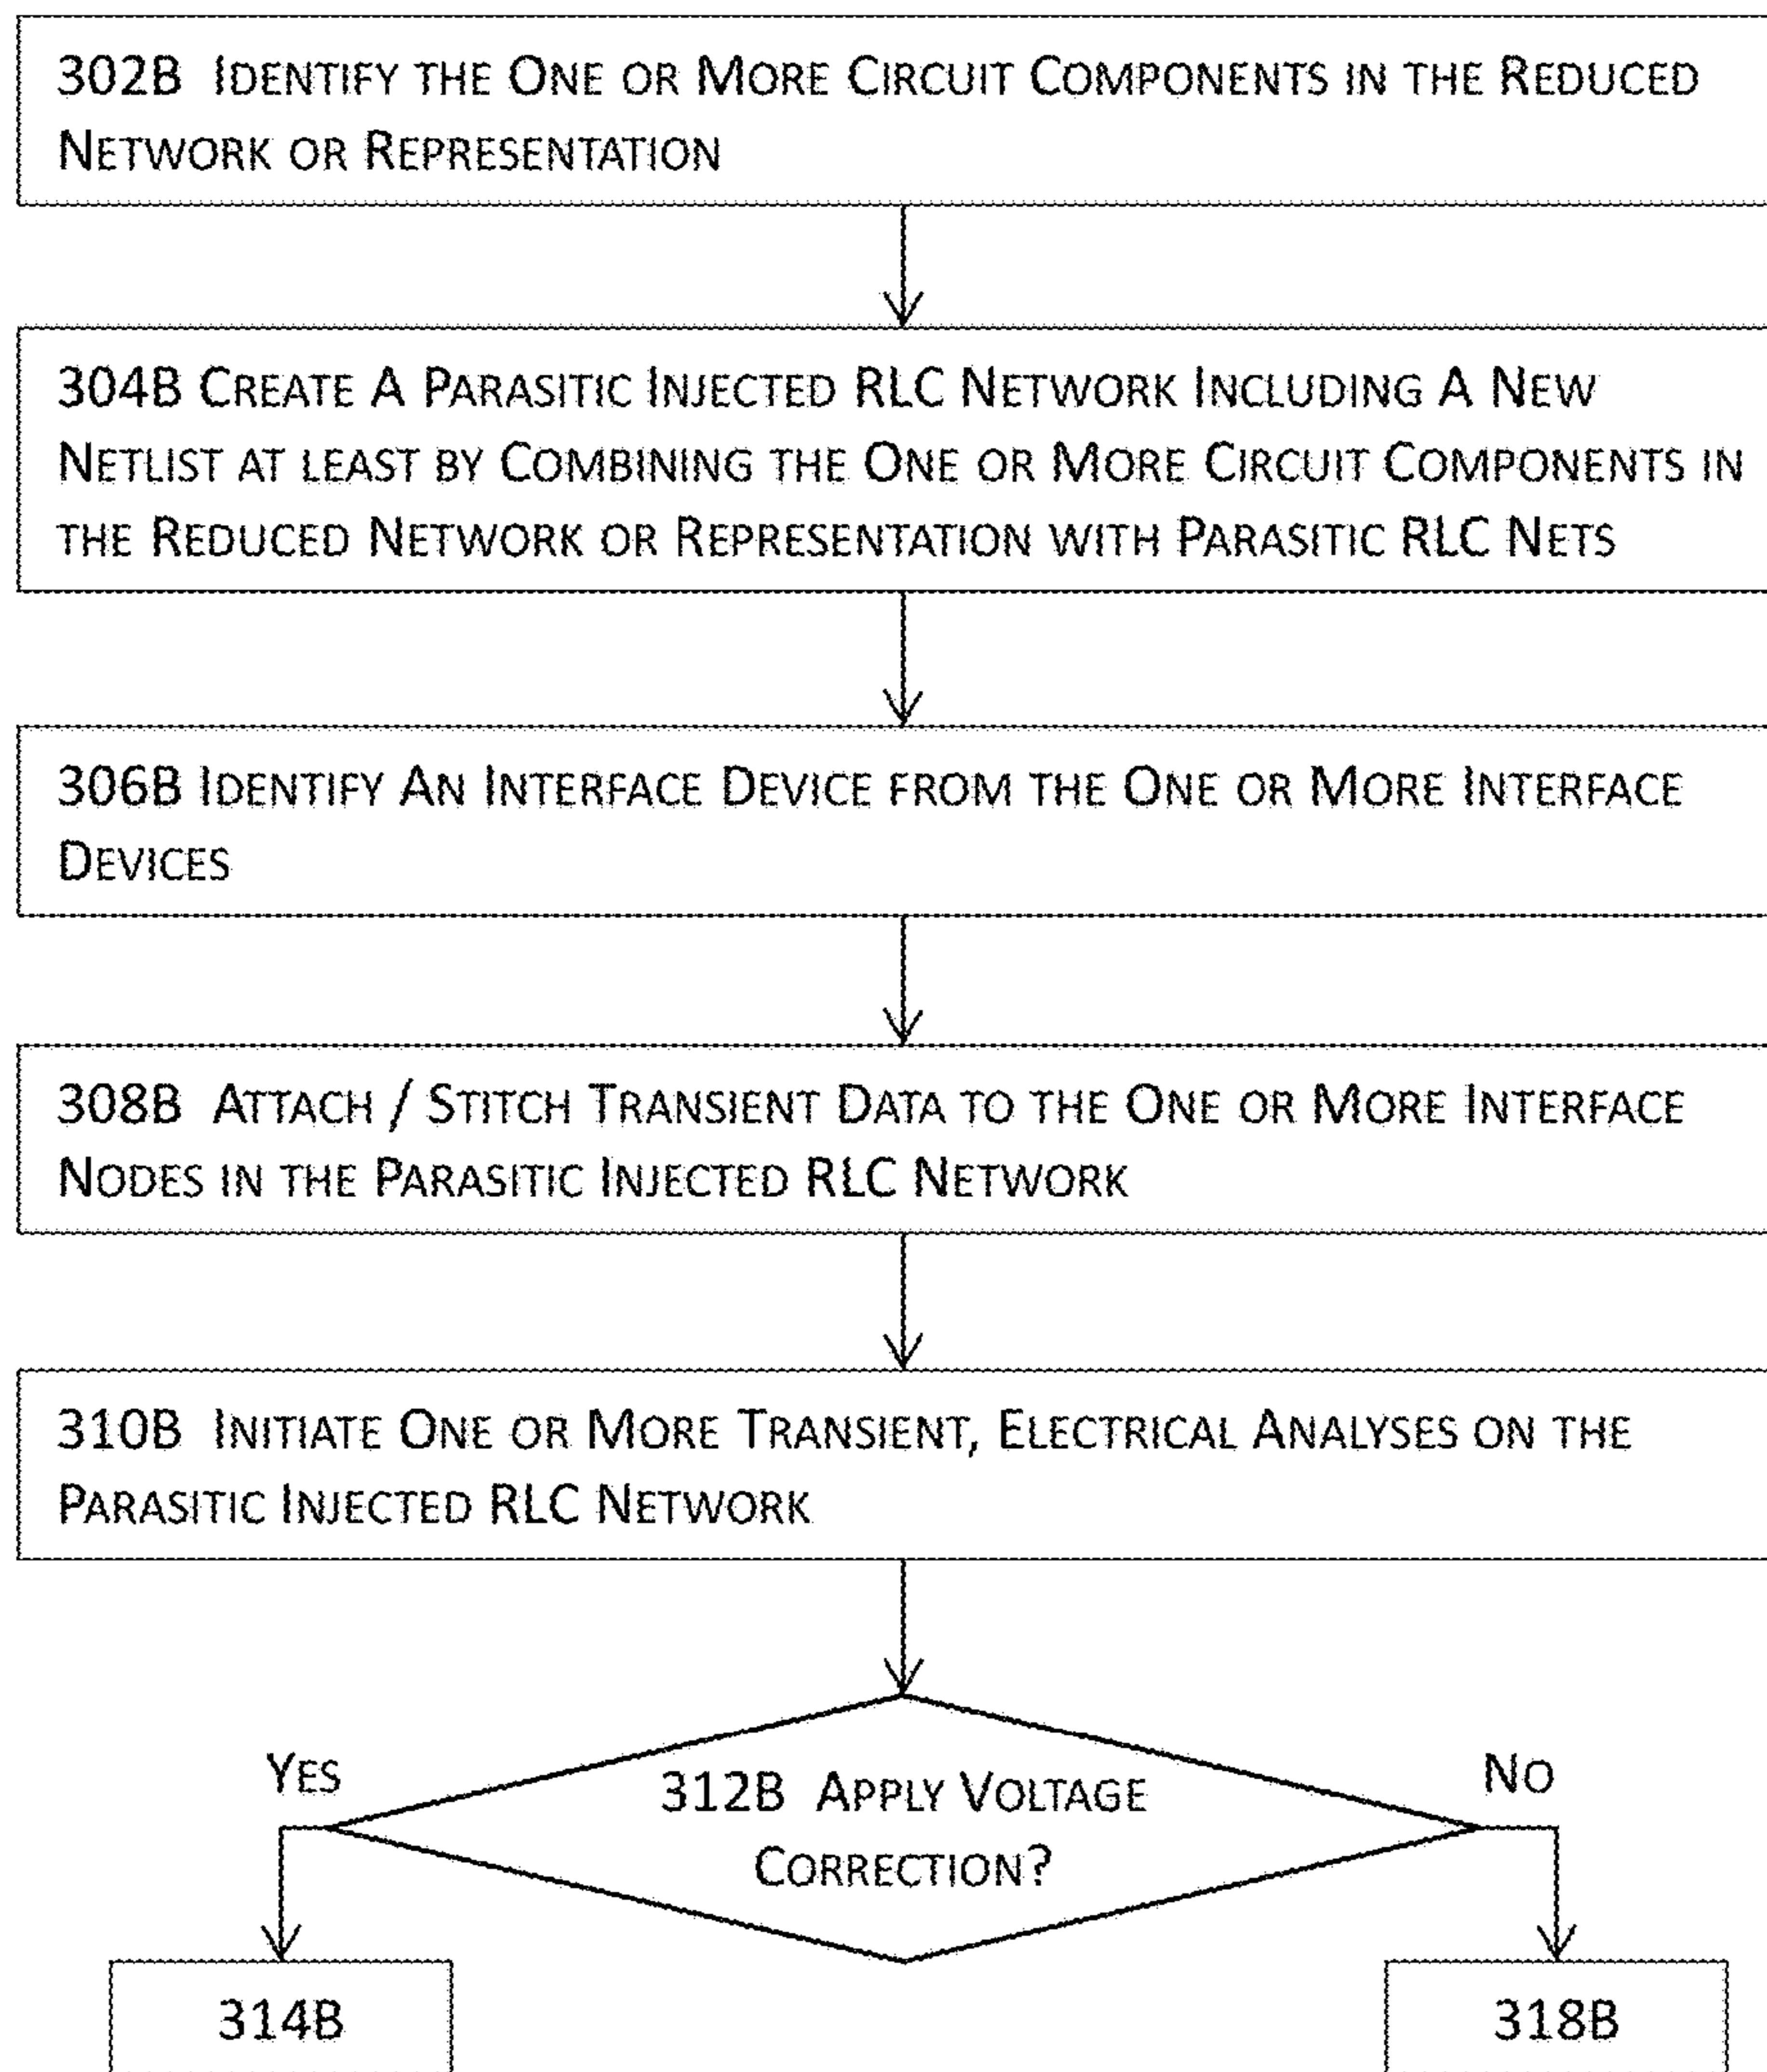 302B Identify the One or More Circuit Components in the Reduced
Network or Representation
304B Create A Parasitic Injected RLC Network Including A New
Netlist at least by Combining the One or More Circuit Components in
the Reduced Network or Representation with Parasitic RLC Nets
306B Identify An Interface Device from the One or More Interface
Devices
308B Attach / Stitch Transient Data to the One or More Interface
Nodes in the Parasitic Injected RLC Network
310B Initiate One or More Transient, Electrical Analyses on the
Parasitic Injected RLC Network
Yes
No
312B Apply Voltage
Correction?
314B
318B